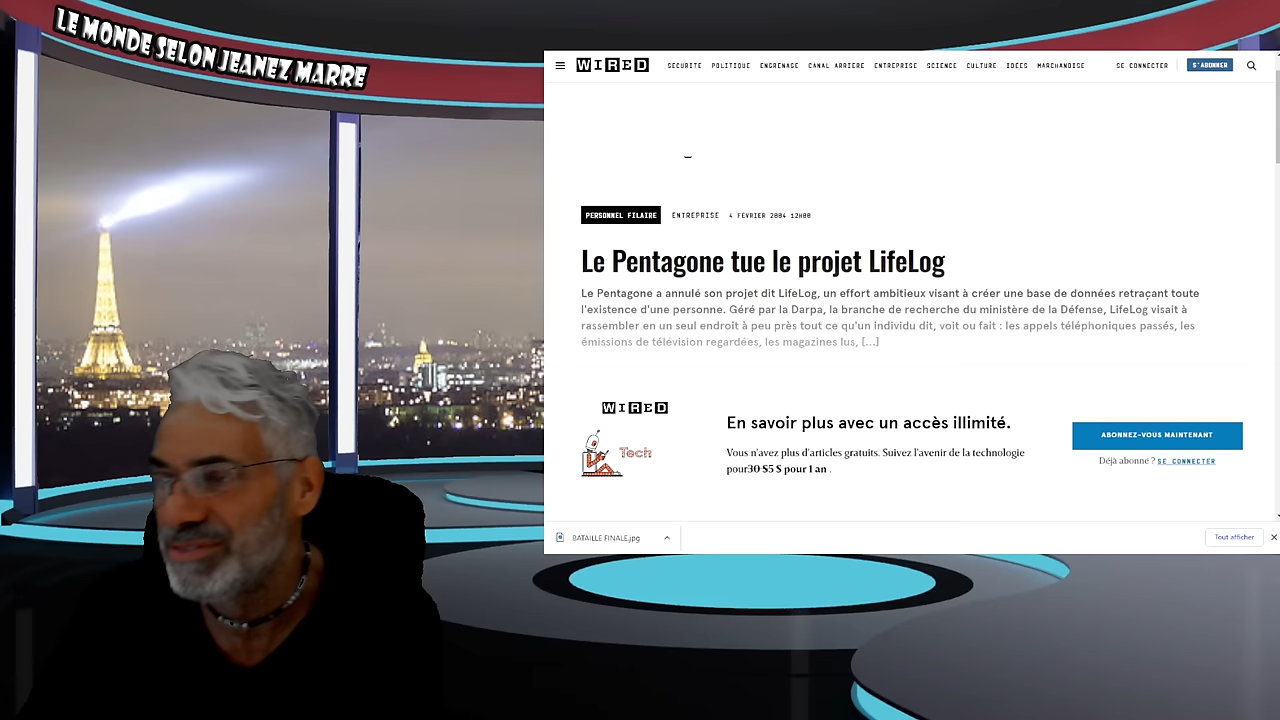 LE MONDE SELON JEANEZ MARRE
WIRED SÉCURITÉ POLITIQUE ENGRENAGE CANAL ARRIÈRE ENTREPRISE SCIENCE CULTURE IDÉES MARCHANDISE SE CONNECTER S'ABONNER
PERSONNEL FILAIRE ENTREPRISE 4 FÉVRIER 2004 12H00
Le Pentagone tue le projet LifeLog
Le Pentagone a annulé son projet dit LifeLog, un effort ambitieux visant à créer une base de données retraçant toute
l'existence d'une personne. Géré par la Darpa, la branche de recherche du ministère de la Défense, LifeLog visait à
rassembler en un seul endroit à peu près tout ce qu'un individu dit, voit ou fait : les appels téléphoniques passés, les
émissions de télévision regardées, les magazines lus, [...]
WIRED
Tech
En savoir plus avec un accès illimité.
Vous n'avez plus d'articles gratuits. Suivez l'avenir de la technologie
pour30 $5 $ pour 1 an .
ABONNEZ-VOUS MAINTENANT
Déjà abonné ? SE CONNECTER
BATAILLE FINALE.jpg
Tout afficher